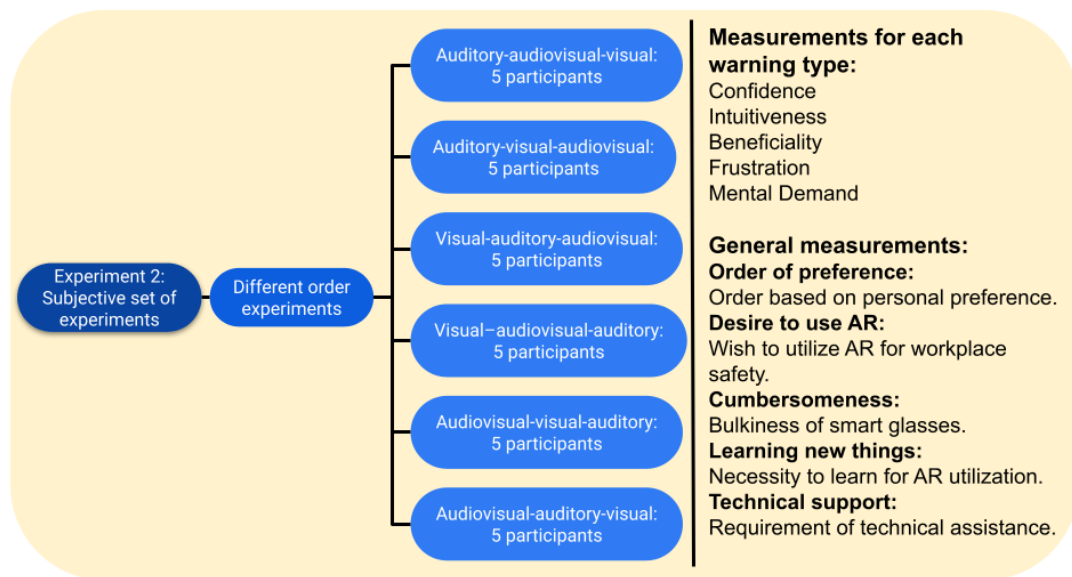 Experiment 2:
Subjective set of
experiments
Different order
experiments
Auditory-audiovisual-visual:
5 participants
Auditory-visual-audiovisual:
5 participants
Visual-auditory-audiovisual:
5 participants
Visual–audiovisual-auditory:
5 participants
Audiovisual-visual-auditory:
5 participants
Audiovisual-auditory-visual:
5 participants
Measurements for each
warning type:
Confidence
Intuitiveness
Beneficiality
Frustration
Mental Demand
General measurements:
Order of preference:
Order based on personal preference.
Desire to use AR:
Wish to utilize AR for workplace
safety.
Cumbersomeness:
Bulkiness of smart glasses.
Learning new things:
Necessity to learn for AR utilization.
Technical support:
Requirement of technical assistance.